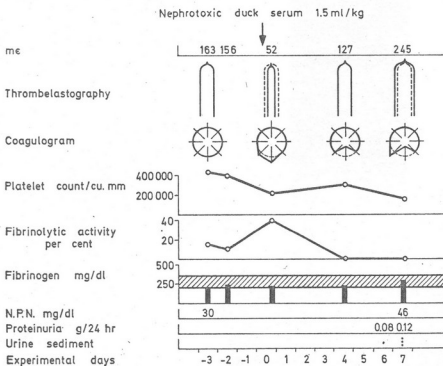 Nephrotoxic duck serum 1.5 ml/kg
mε 163 156 52 127 245
Thrombelastography
Coagulogram
Platelet count/cu. mm 400 000
200 000
Fibrinolytic activity per cent 40
20
Fibrinogen mg/dl 500
250
N.P.N. mg/dl 30 46
Proteinuria g/24 hr 0.08 0.12
Urine sediment
Experimental days -3 -2 -1 0 1 2 3 4 5 6 7